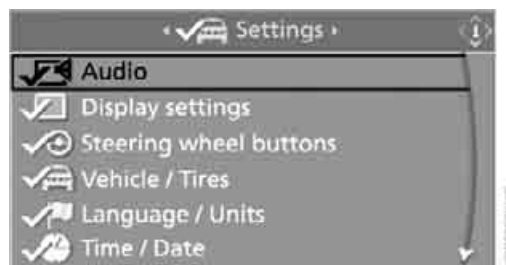 Settings
Audio
Display settings
Steering wheel buttons
Vehicle / Tires
Language / Units
Time / Date